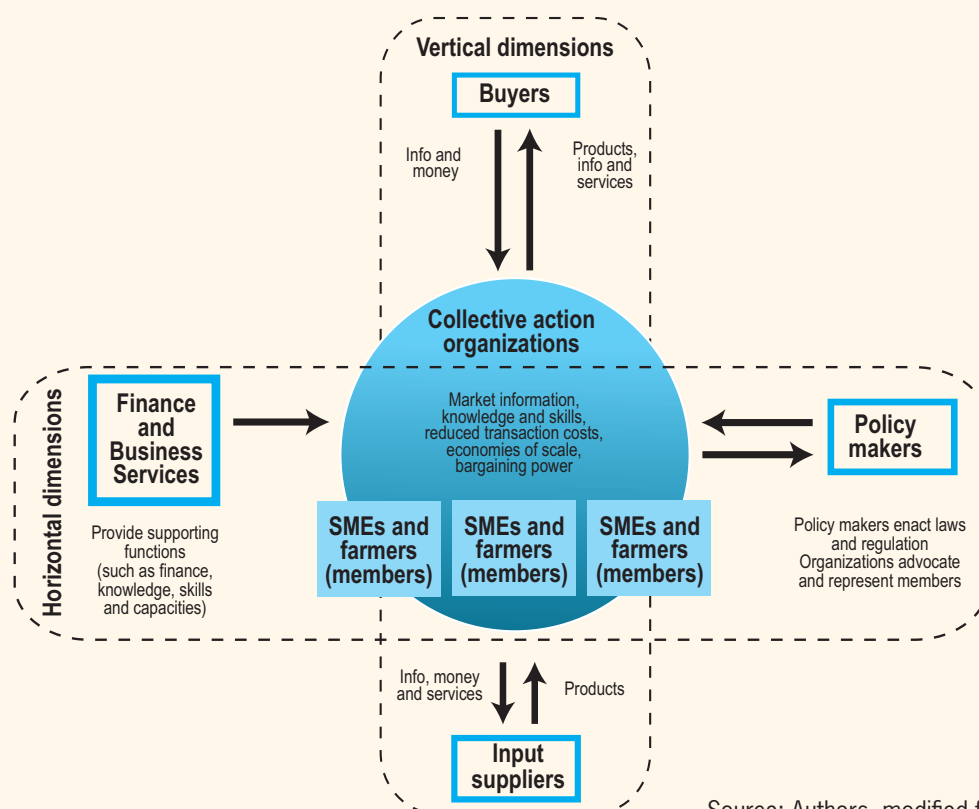 Vertical dimensions
Buyers
Info and
money
Products,
info and
services
Collective action
organizations
Market information,
knowledge and skills,
reduced transaction costs,
economies of scale,
bargaining power
Horizontal dimensions
Finance
and
Business
Services
Provide supporting
functions
(such as finance,
knowledge, skills
and capacities)
SMEs and
farmers
(members)
SMEs and
farmers
(members)
SMEs and
farmers
(members)
Policy
makers
Policy makers enact laws
and regulation
Organizations advocate
and represent members
Info, money
and services
Products
Input
suppliers
Source: Authors, modified